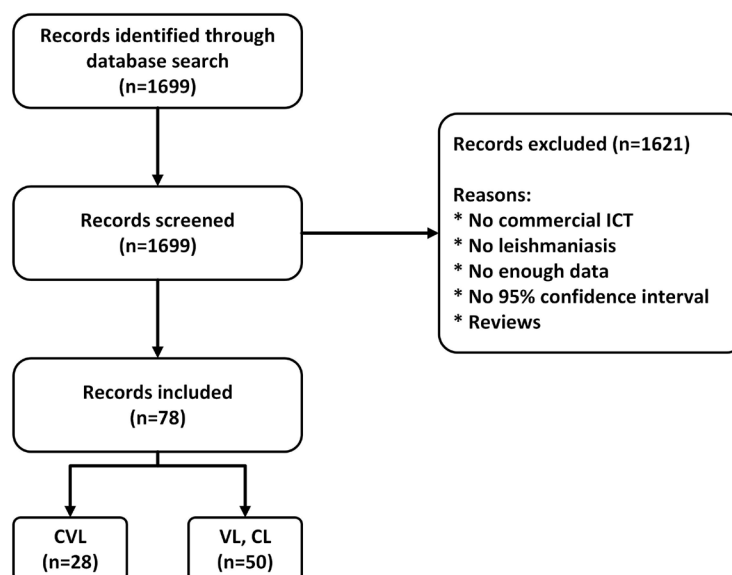 Records identified through
database search
(n=1699)
Records screened
(n=1699)
Records excluded (n=1621)
Reasons:
* No commercial ICT
* No leishmaniasis
* No enough data
* No 95% confidence interval
* Reviews
Records included
(n=78)
CVL
(n=28)
VL, CL
(n=50)